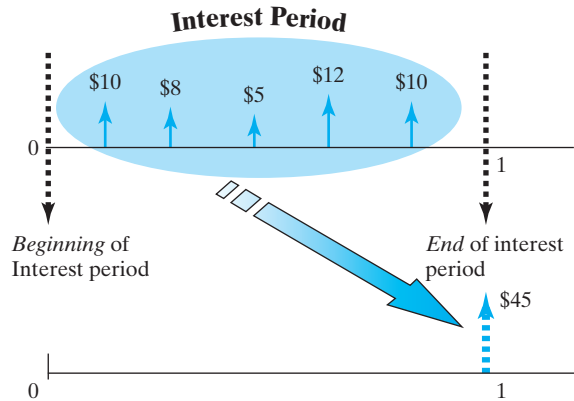 Interest Period
$10
$8
$5
$12
$10
0
1
Beginning of
Interest period
End of interest
period
$45
0
1